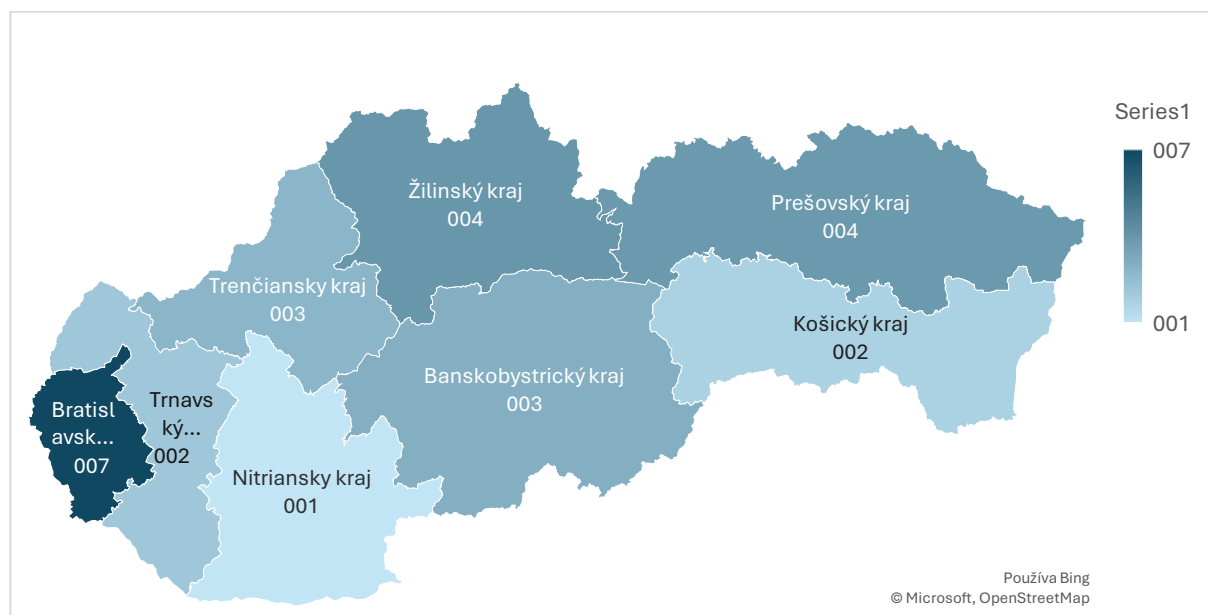 Series1
007
001
Žilinský kraj
004
Prešovský kraj
004
Trenčiansky kraj
003
Košický kraj
002
Banskobystrický kraj
003
Bratisl
avsk...
007
Trnavs
ký...
002
Nitriansky kraj
001
Používa Bing
© Microsoft, OpenStreetMap